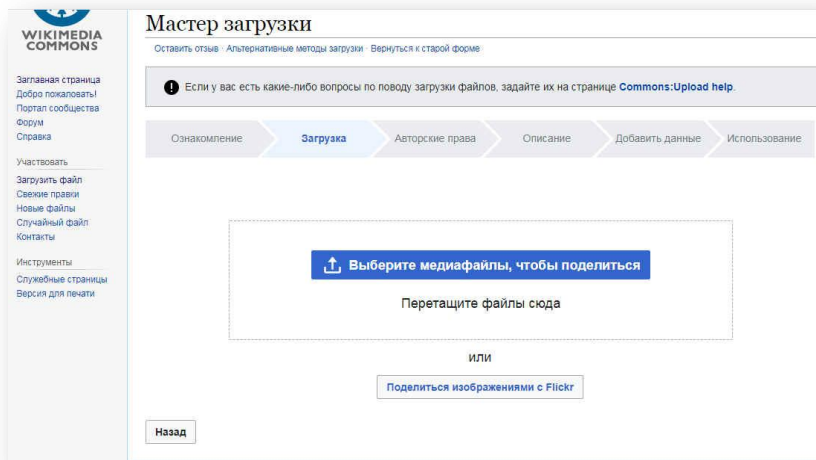 WIKIMEDIA
COMMONS
Заглавная страница
Добро пожаловать!
Портал сообщества
Форум
Справка
Участвовать
Загрузить файл
Свежие правки
Новые файлы
Случайный файл
Контакты
Инструменты
Служебные страницы
Версия для печати
Мастер загрузки
Оставить отзыв · Альтернативные методы загрузки · Вернуться к старой форме
Если у вас есть какие-либо вопросы по поводу загрузки файлов, задайте их на странице Commons:Upload help.
Ознакомление Загрузка Авторские права Описание Добавить данные Использование
Выберите медиафайлы, чтобы поделиться
Перетащите файлы сюда
или
Поделиться изображениями с Flickr
Назад